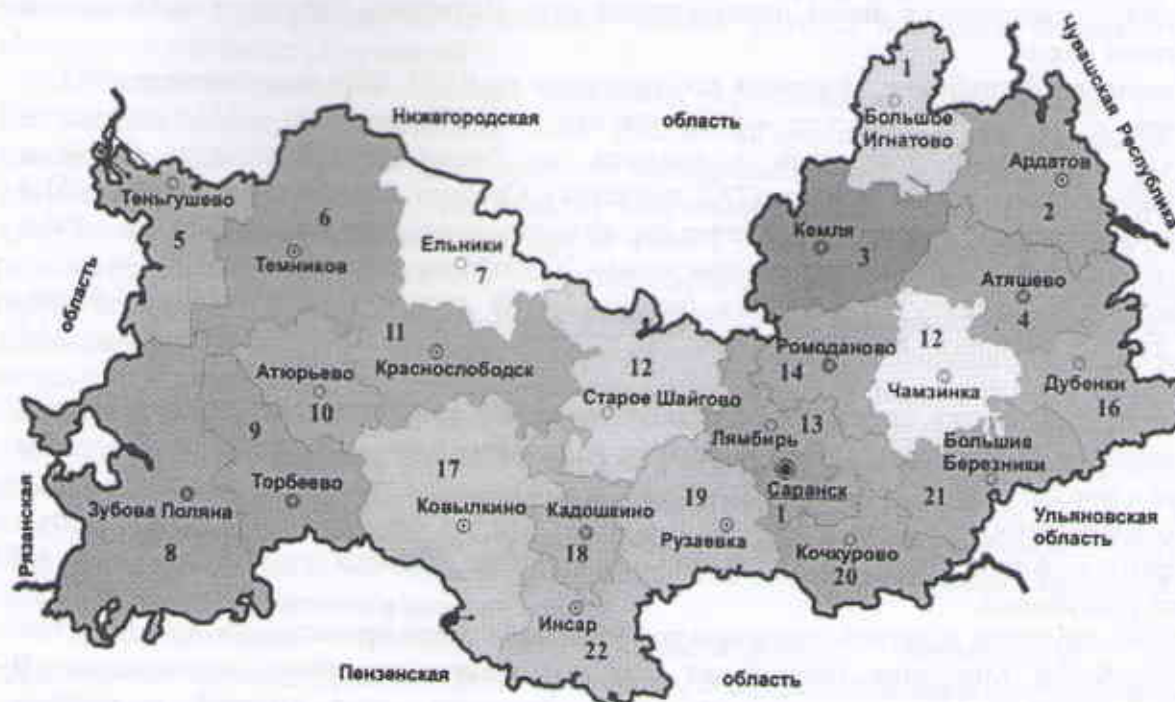 Нижегородская область
Чувашская Республика
1
Большое
Игнатово
Ардатов
2
Теньгушево
5
6
Темников
Ельники
7
Кемля
3
Атяшево
4
область
11
Краснослободск
Атюрьево
10
12
Старое Шайгово
Ромоданово
14
12
Чамзинка
Дубенки
16
9
Лямбирь
13
Большие
Березники
17
Торбеево
Ковылкино
Кадошкино
18
19
Рузаевка
Саранск
1
21
Рязанская
Зубова Поляна
8
Кочкурово
20
Ульяновская
область
Инсар
22
Пензенская область